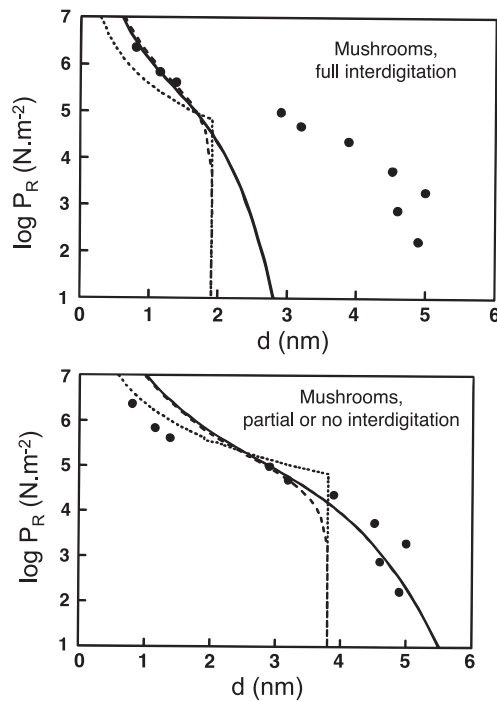 7
Mushrooms,
full interdigitation
6
5
4
3
2
1
log P_R (N.m⁻²)
0 1 2 3 4 5 6
d (nm)
7
Mushrooms,
partial or no interdigitation
6
5
4
3
2
1
log P_R (N.m⁻²)
0 1 2 3 4 5 6
d (nm)